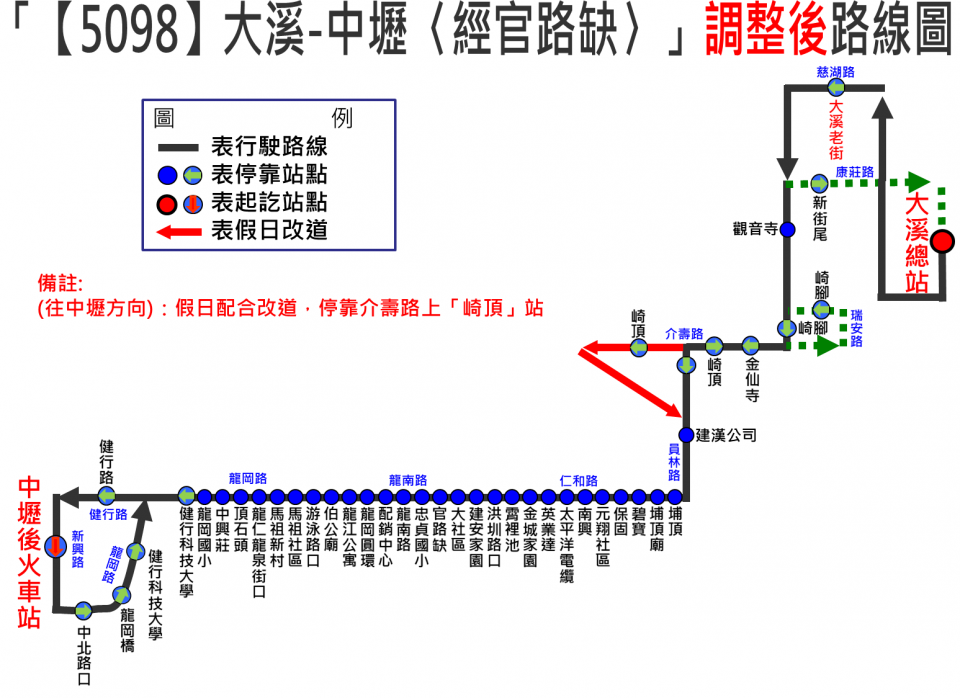 「【5098】大溪-中壢〈經官路缺〉」調整後路線圖
圖 例
表行駛路線
表停靠站點
表起訖站點
表假日改道
備註:
(往中壢方向)：假日配合改道，停靠介壽路上「崎頂」站
慈湖路
大溪老街
康莊路
新街尾
大溪總站
觀音寺
崎腳
崎腳
瑞安路
崎頂
介壽路
崎頂
金仙寺
建漢公司
員林路
健行路
龍岡路
龍南路
仁和路
中壢後火車站
健行路
新興路
龍岡路
健行科技大學
龍岡橋
中北路口
健行科技大學
龍岡國小
中興莊
頂石頭
龍仁龍泉街口
馬祖新村
馬祖社區
游泳路口
伯公廟
龍江公寓
龍岡圓環
配銷中心
龍南路
忠貞國小
官路缺
大社區
建安家園
洪圳路口
霄裡池
金城家園
英業達
太平洋電纜
南興
元翔社區
保固
碧寶
埔頂廟
埔頂